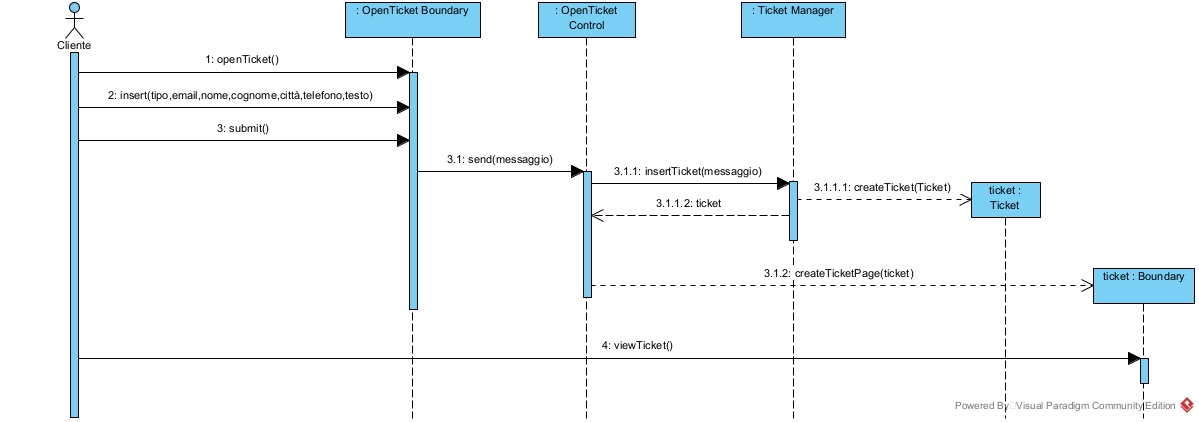 : OpenTicket Boundary
: OpenTicket
Control
: Ticket Manager
Cliente
1: openTicket()
2: insert(tipo,email,nome,cognome,città,telefono,testo)
3: submit()
3.1: send(messaggio)
3.1.1: insertTicket(messaggio)
3.1.1.1: createTicket(Ticket)
ticket :
Ticket
3.1.1.2: ticket
3.1.2: createTicketPage(ticket)
ticket : Boundary
4: viewTicket()
Powered By Visual Paradigm Community Edition